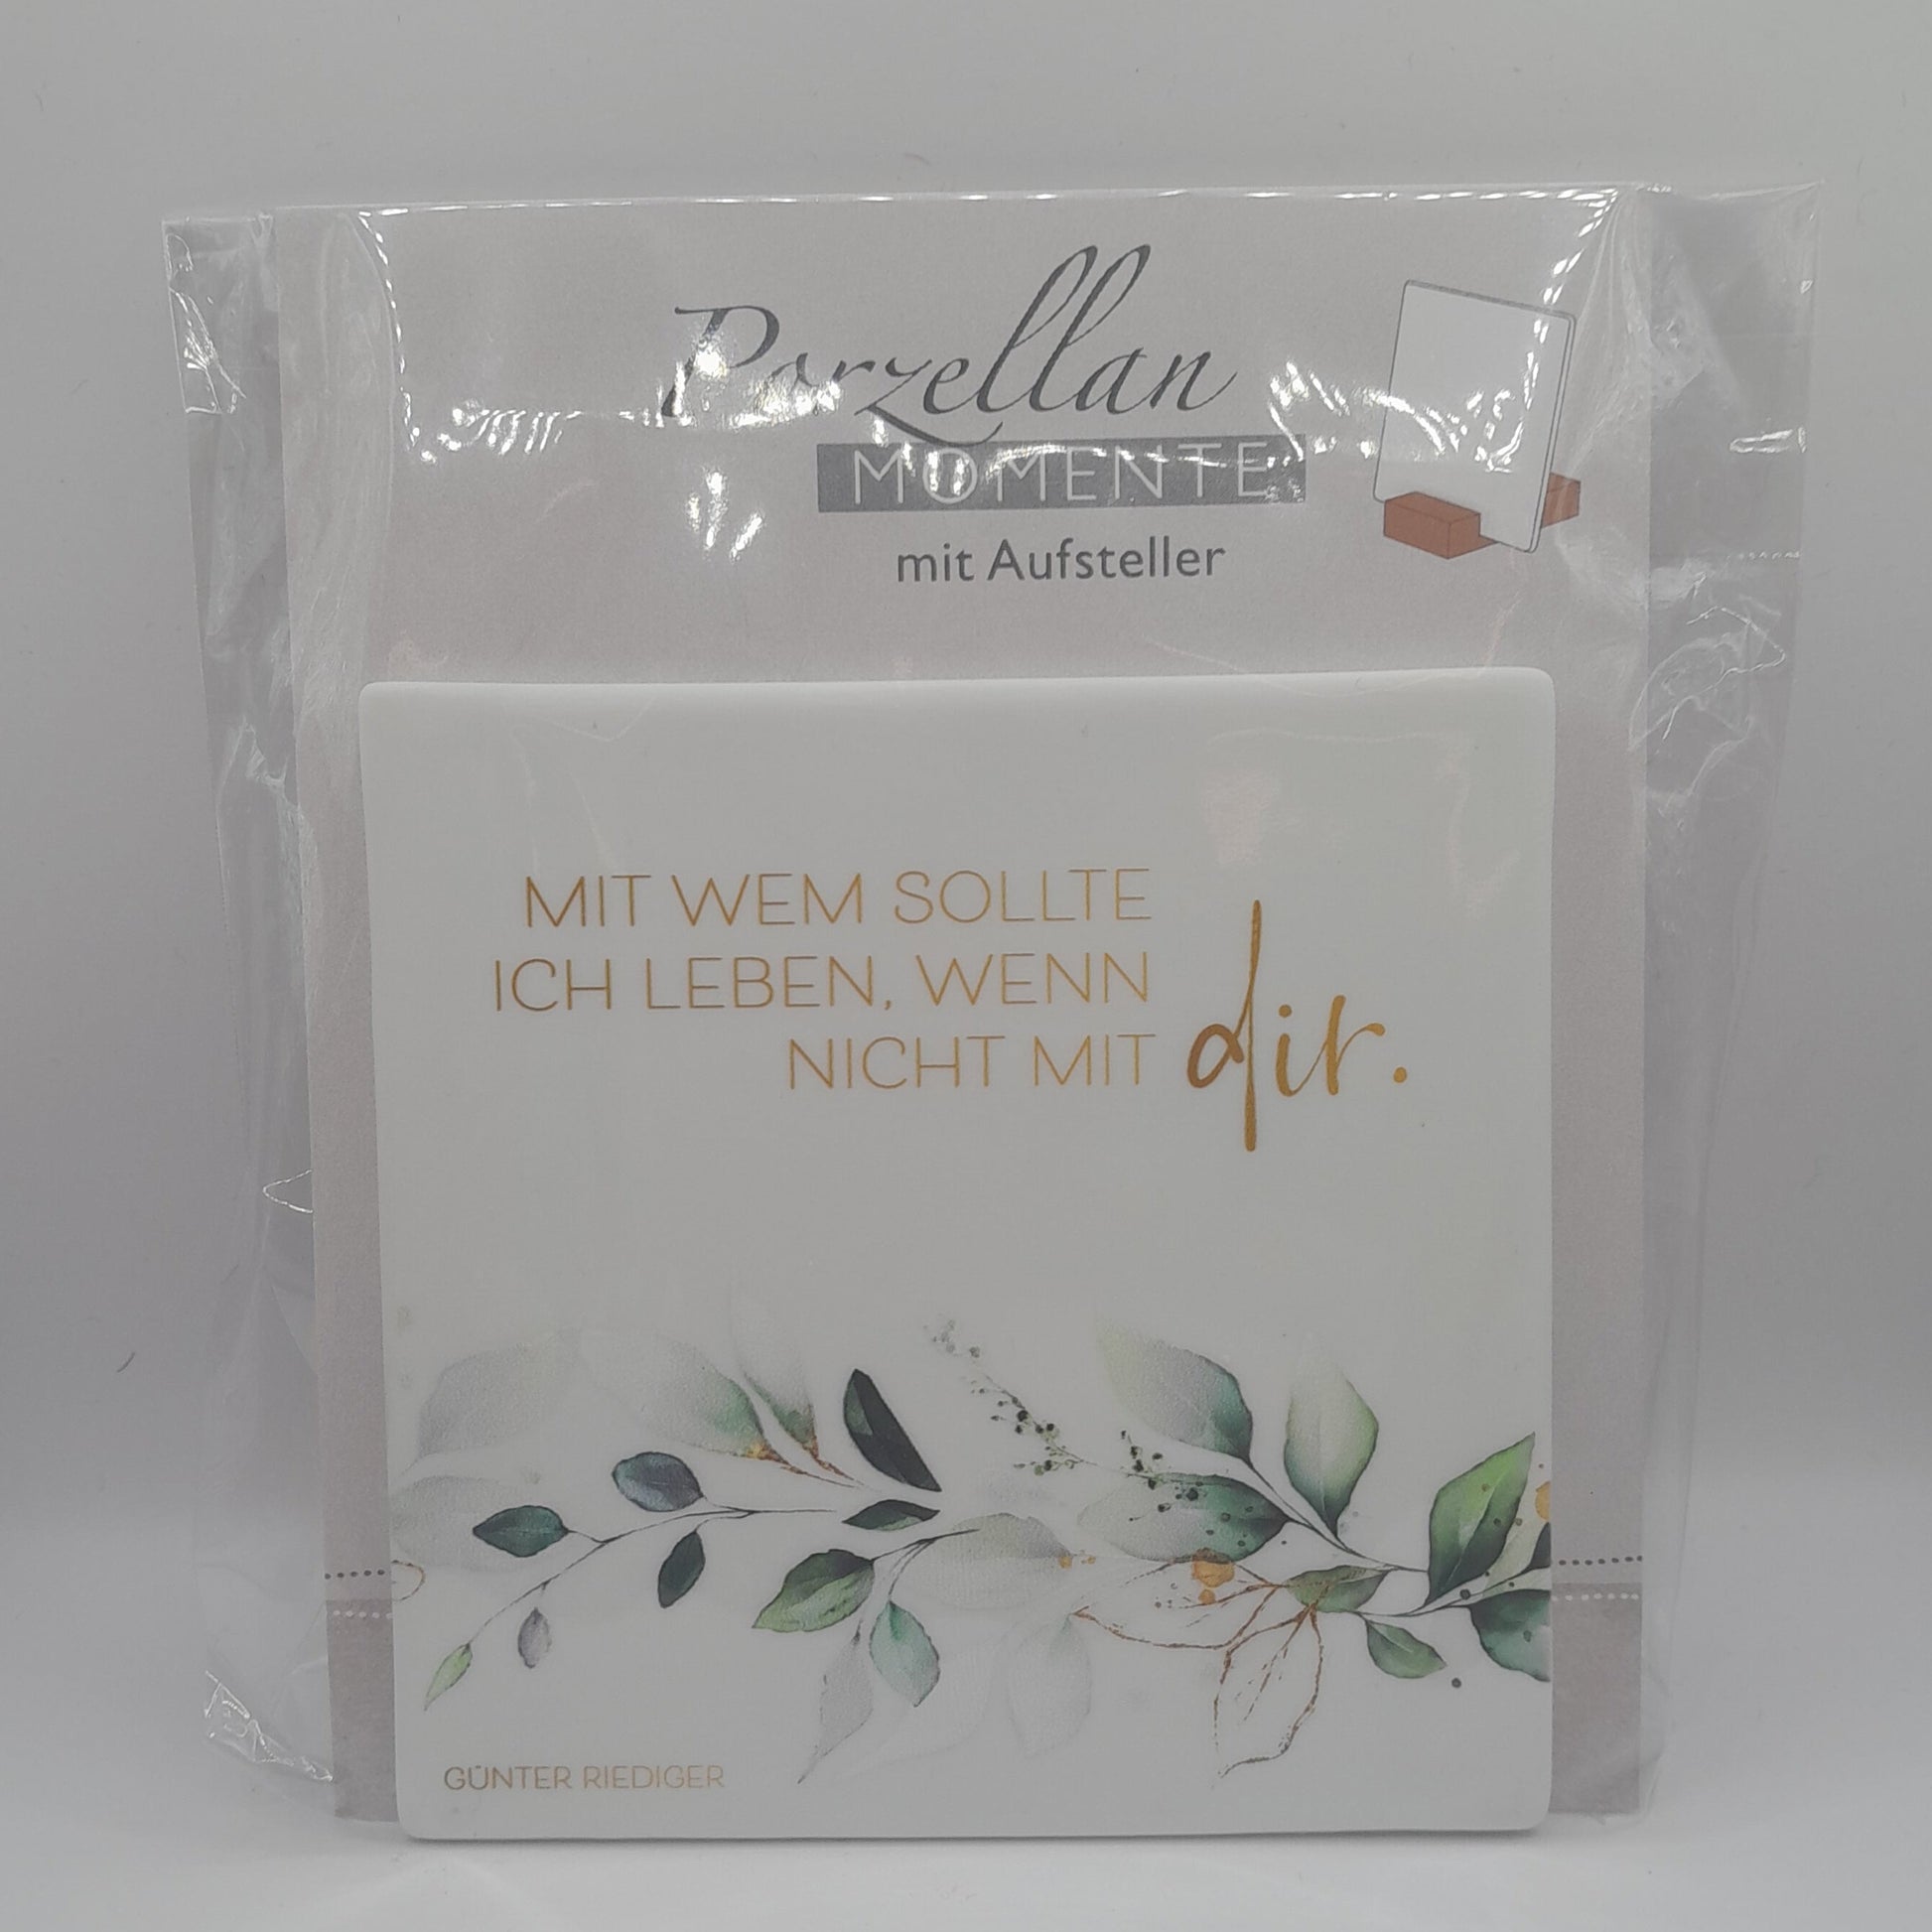 Porzellan
MOMENTE
mit Aufsteller
MIT WEM SOLLTE
ICH LEBEN, WENN
NICHT MIT dir.
GÜNTER RIEDIGER